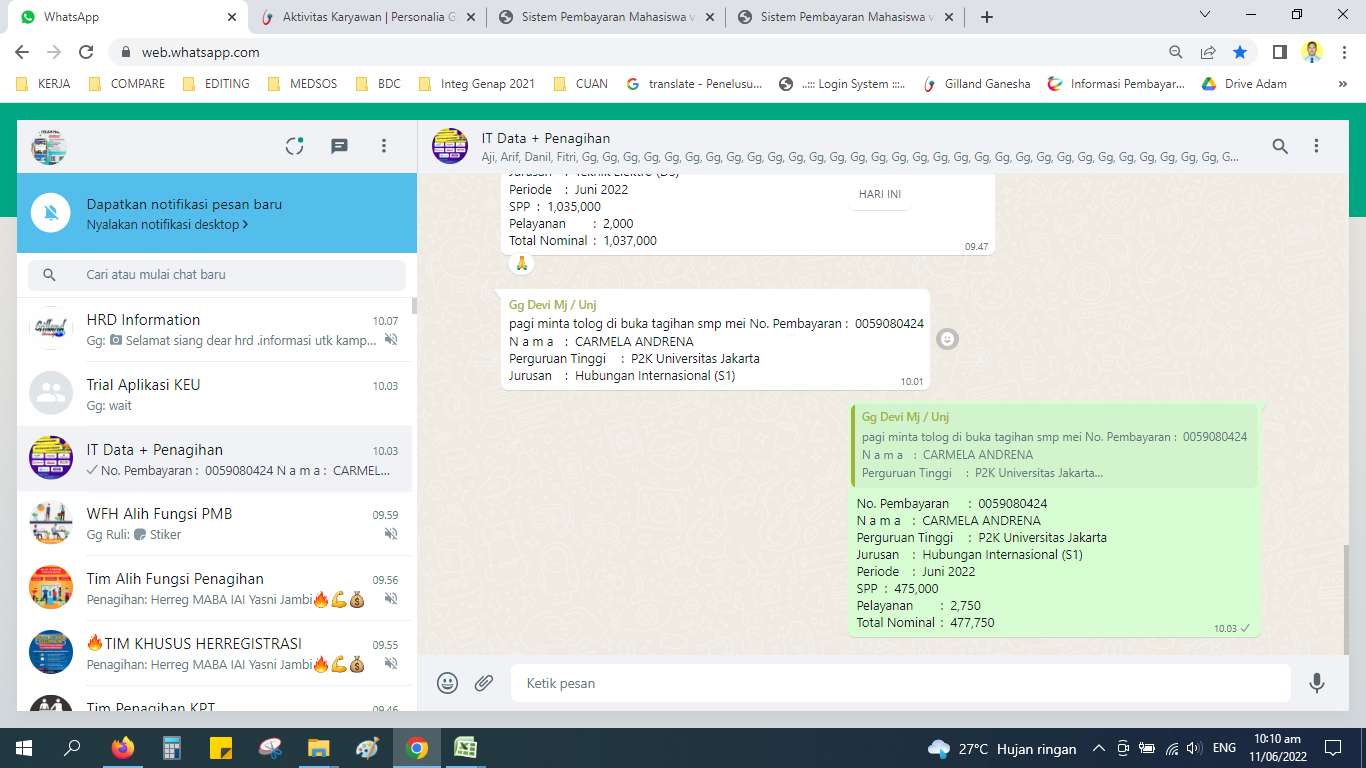 WhatsApp
Aktivitas Karyawan | Personalia G
Sistem Pembayaran Mahasiswa v
Sistem Pembayaran Mahasiswa v
web.whatsapp.com
KERJA
COMPARE
EDITING
MEDSOS
BDC
Integ Genap 2021
CUAN
translate - Penelusu...
..::: Login System :::..
Gilland Ganesha
Informasi Pembayar...
Drive Adam
»
Dapatkan notifikasi pesan baru
Nyalakan notifikasi desktop >
Cari atau mulai chat baru
HRD Information 10.07
Gg: Selamat siang dear hrd .informasi utk kamp...
Trial Aplikasi KEU 10.03
Gg: wait
IT Data + Penagihan 10.03
No. Pembayaran : 0059080424 N a m a : CARMEL...
WFH Alih Fungsi PMB 09.59
Gg Ruli: Stiker
Tim Alih Fungsi Penagihan 09.56
Penagihan: Herreg MABA IAI Yasni Jambi🔥💪💰
🔥TIM KHUSUS HERREGISTRASI 09.55
Penagihan: Herreg MABA IAI Yasni Jambi🔥💪💰
Tim Penagihan KPT 09.46
IT Data + Penagihan
Aji, Arif, Danil, Fitri, Gg, Gg, Gg, Gg, Gg, Gg, Gg, Gg, Gg, Gg, Gg, Gg, Gg, Gg, Gg, Gg, Gg, Gg, Gg, Gg, Gg, Gg, Gg, Gg, Gg, Gg, Gg, Gg, Gg, Gg, Gg, G...
HARI INI
Jurusan : Teknik Elektro (D3)
Periode : Juni 2022
SPP : 1,035,000
Pelayanan : 2,000
Total Nominal : 1,037,000
09.47
🙏
Gg Devi Mj / Unj
pagi minta tolog di buka tagihan smp mei No. Pembayaran : 0059080424
N a m a : CARMELA ANDRENA
Perguruan Tinggi : P2K Universitas Jakarta
Jurusan : Hubungan Internasional (S1)
10.01
Gg Devi Mj / Unj
pagi minta tolog di buka tagihan smp mei No. Pembayaran : 0059080424
N a m a : CARMELA ANDRENA
Perguruan Tinggi : P2K Universitas Jakarta...
No. Pembayaran : 0059080424
N a m a : CARMELA ANDRENA
Perguruan Tinggi : P2K Universitas Jakarta
Jurusan : Hubungan Internasional (S1)
Periode : Juni 2022
SPP : 475,000
Pelayanan : 2,750
Total Nominal : 477,750
10.03
Ketik pesan
27°C Hujan ringan
ENG
10:10 am
11/06/2022